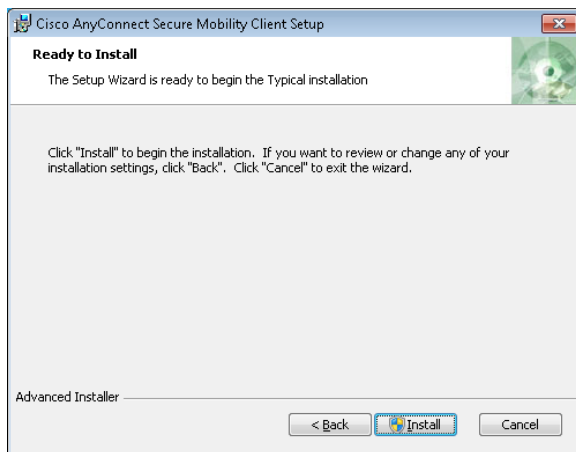 Cisco AnyConnect Secure Mobility Client Setup
Ready to Install
The Setup Wizard is ready to begin the Typical installation
Click "Install" to begin the installation. If you want to review or change any of your
installation settings, click "Back". Click "Cancel" to exit the wizard.
Advanced Installer
< Back Install Cancel